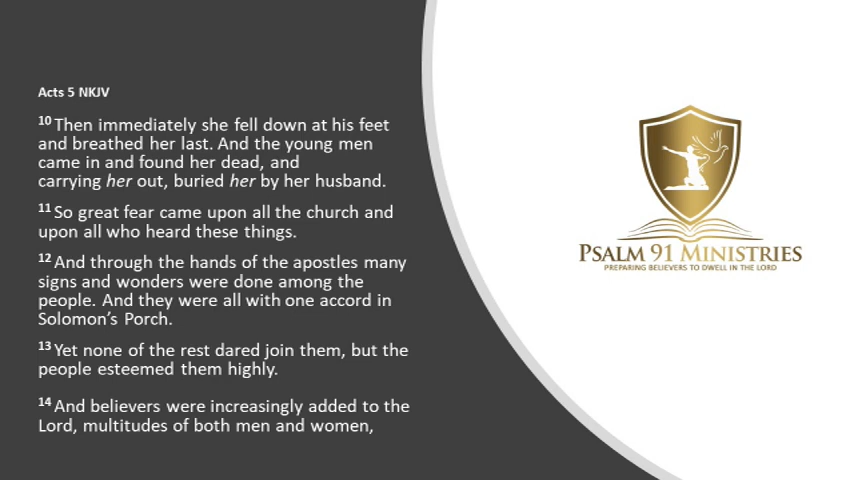 Acts 5 NKJV
10 Then immediately she fell down at his feet
and breathed her last. And the young men
came in and found her dead, and
carrying her out, buried her by her husband.
11 So great fear came upon all the church and
upon all who heard these things.
12 And through the hands of the apostles many
signs and wonders were done among the
people. And they were all with one accord in
Solomon’s Porch.
13 Yet none of the rest dared join them, but the
people esteemed them highly.
14 And believers were increasingly added to the
Lord, multitudes of both men and women,
PSALM 91 MINISTRIES
PREPARING BELIEVERS TO DWELL IN THE LORD